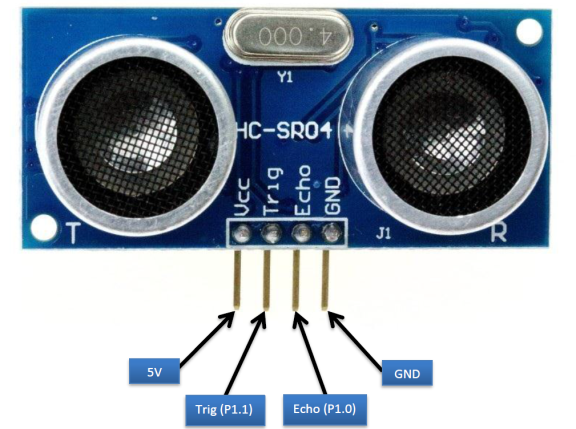 4.000
Y1
HC-SR04
Vcc
Trig
Echo
GND
T
J1
R
5V
GND
Trig (P1.1)
Echo (P1.0)